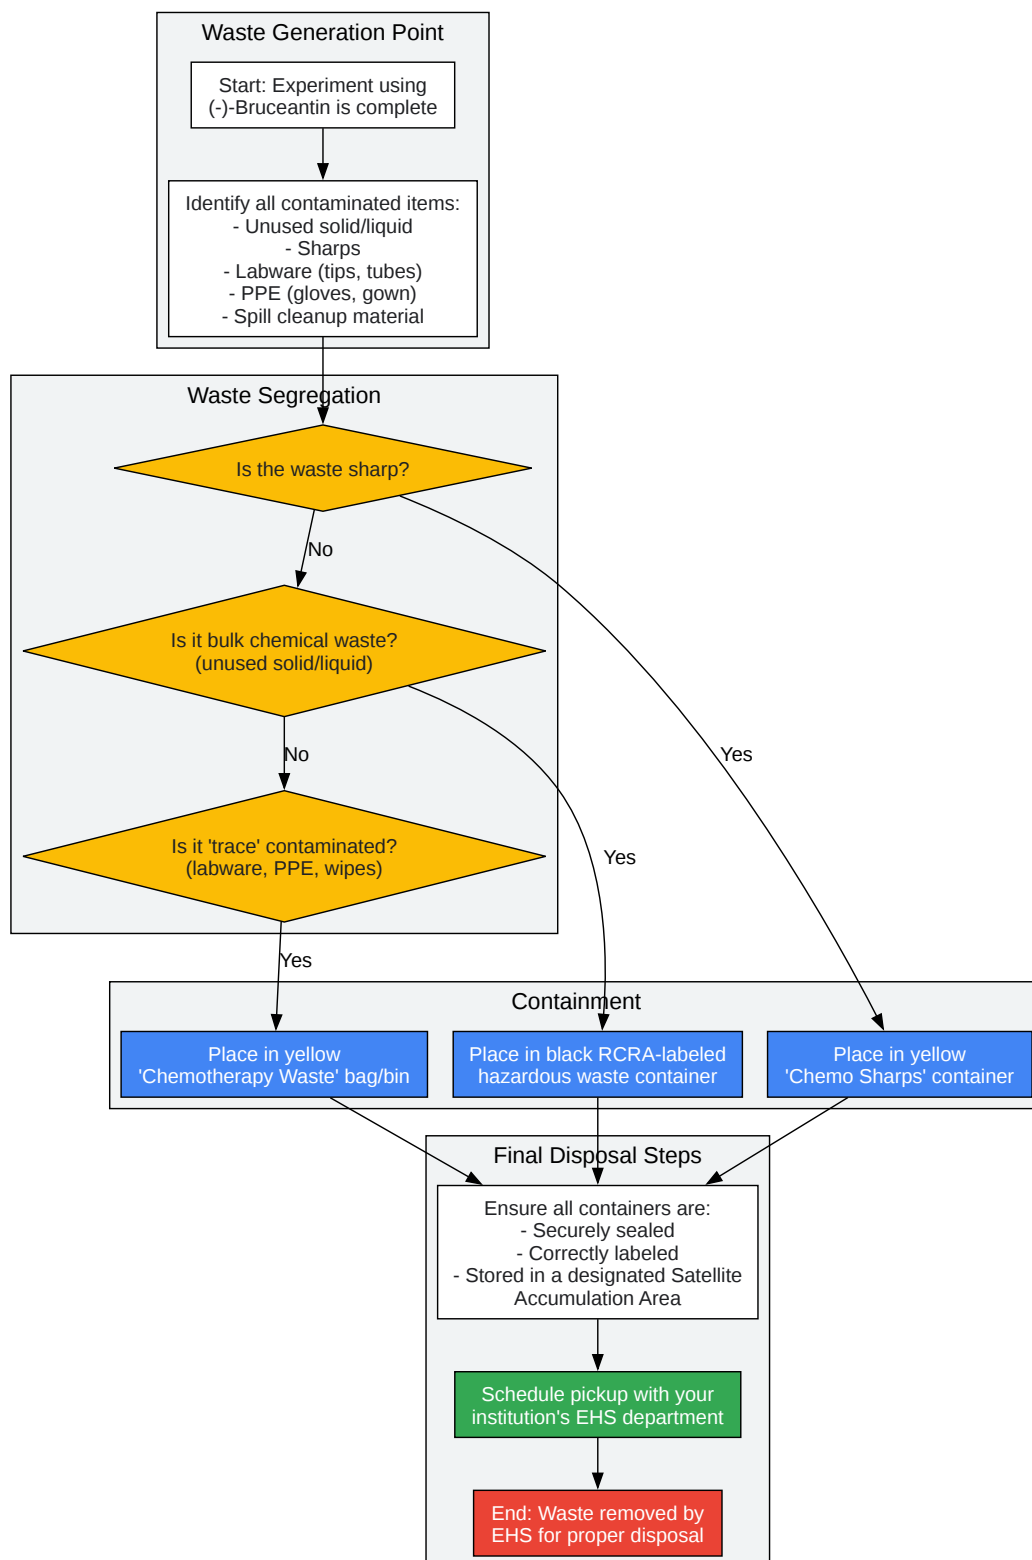 Waste Generation Point
Start: Experiment using
(-)-Bruceantin is complete
Identify all contaminated items:
- Unused solid/liquid
- Sharps
- Labware (tips, tubes)
- PPE (gloves, gown)
- Spill cleanup material
Waste Segregation
Is the waste sharp?
No
Is it bulk chemical waste?
(unused solid/liquid)
No
Yes
Is it 'trace' contaminated?
(labware, PPE, wipes)
Yes
Yes
Containment
Place in yellow
'Chemotherapy Waste' bag/bin
Place in black RCRA-labeled
hazardous waste container
Place in yellow
'Chemo Sharps' container
Final Disposal Steps
Ensure all containers are:
- Securely sealed
- Correctly labeled
- Stored in a designated Satellite
Accumulation Area
Schedule pickup with your
institution's EHS department
End: Waste removed by
EHS for proper disposal